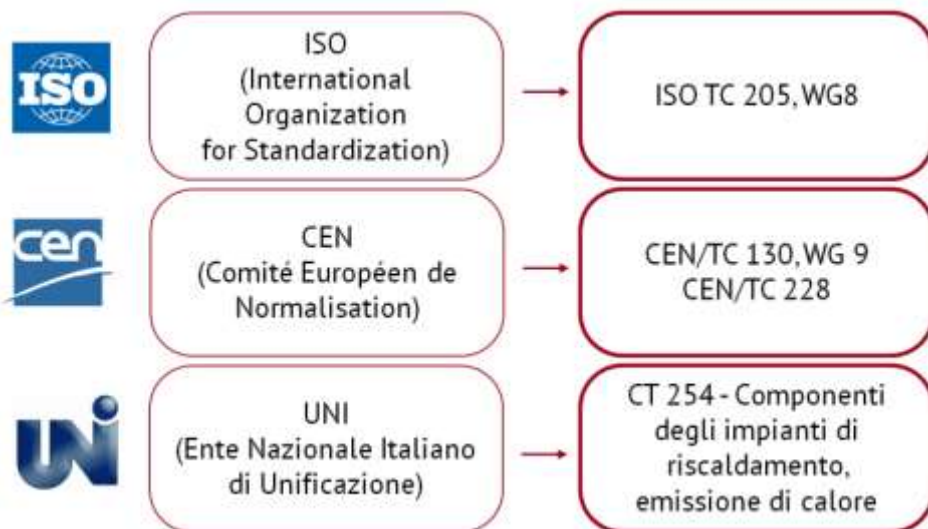 ISO
ISO
(International
Organization
for Standardization)
ISO TC 205, WG8
cen
CEN
(Comité Européen de
Normalisation)
CEN/TC 130, WG 9
CEN/TC 228
UNi
UNI
(Ente Nazionale Italiano
di Unificazione)
CT 254 - Componenti
degli impianti di
riscaldamento,
emissione di calore